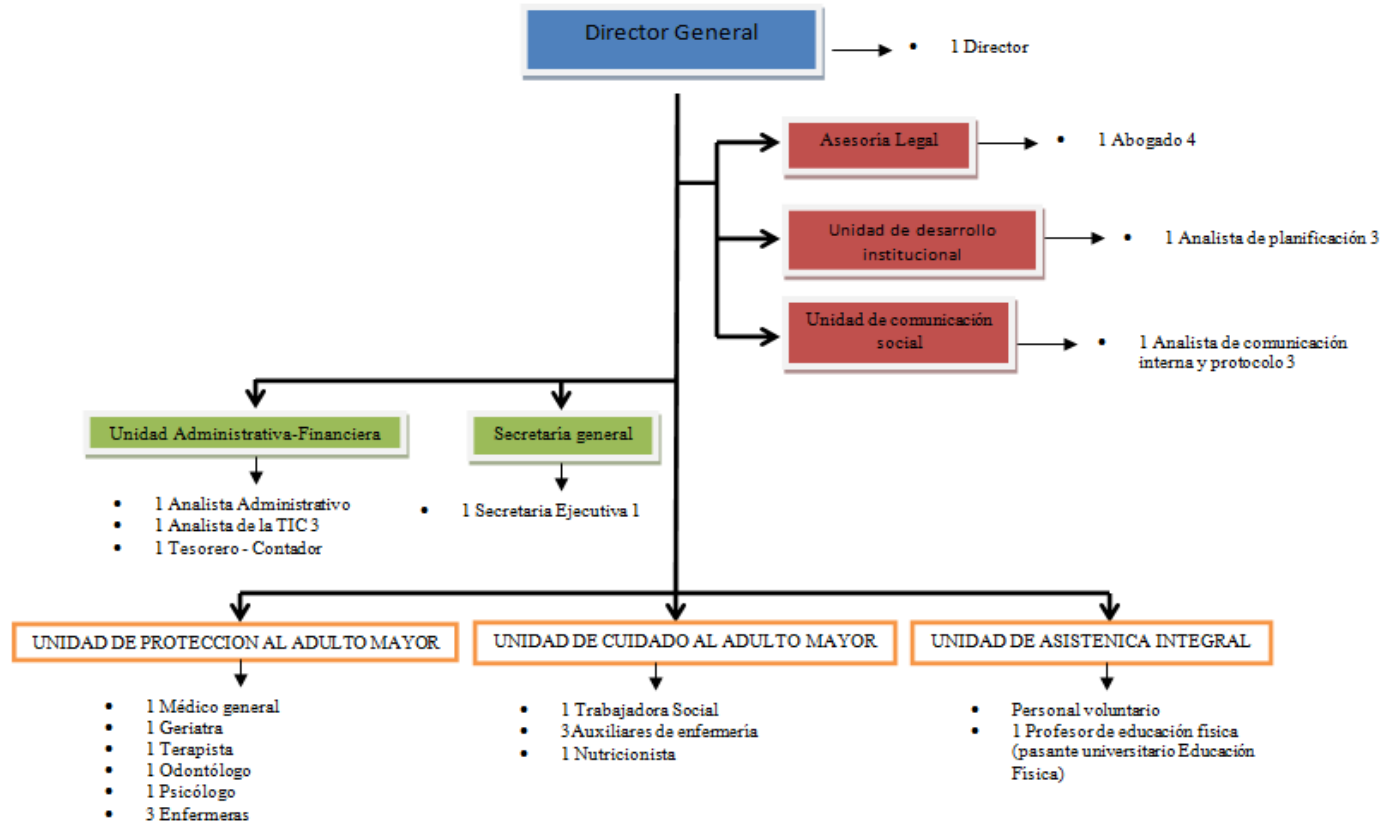 Director General
• 1 Director
Asesoría Legal
• 1 Abogado 4
Unidad de desarrollo
institucional
• 1 Analista de planificación 3
Unidad de comunicación
social
• 1 Analista de comunicación
interna y protocolo 3
Unidad Administrativa-Financiera
Secretaría general
• 1 Analista Administrativo
• 1 Analista de la TIC 3
• 1 Tesorero - Contador
• 1 Secretaria Ejecutiva 1
UNIDAD DE PROTECCION AL ADULTO MAYOR
UNIDAD DE CUIDADO AL ADULTO MAYOR
UNIDAD DE ASISTENICA INTEGRAL
• 1 Médico general
• 1 Geriatra
• 1 Terapista
• 1 Odontólogo
• 1 Psicólogo
• 3 Enfermeras
• 1 Trabajadora Social
• 3Auxiliares de enfermería
• 1 Nutricionista
• Personal voluntario
• 1 Profesor de educación física
(pasante universitario Educación
Física)